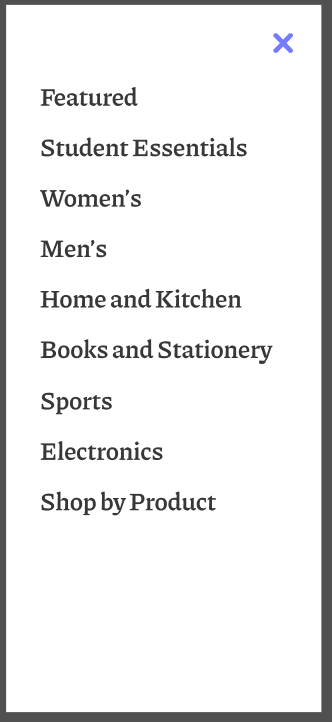 Featured
Student Essentials
Women's
Men's
Home and Kitchen
Books and Stationery
Sports
Electronics
Shop by Product